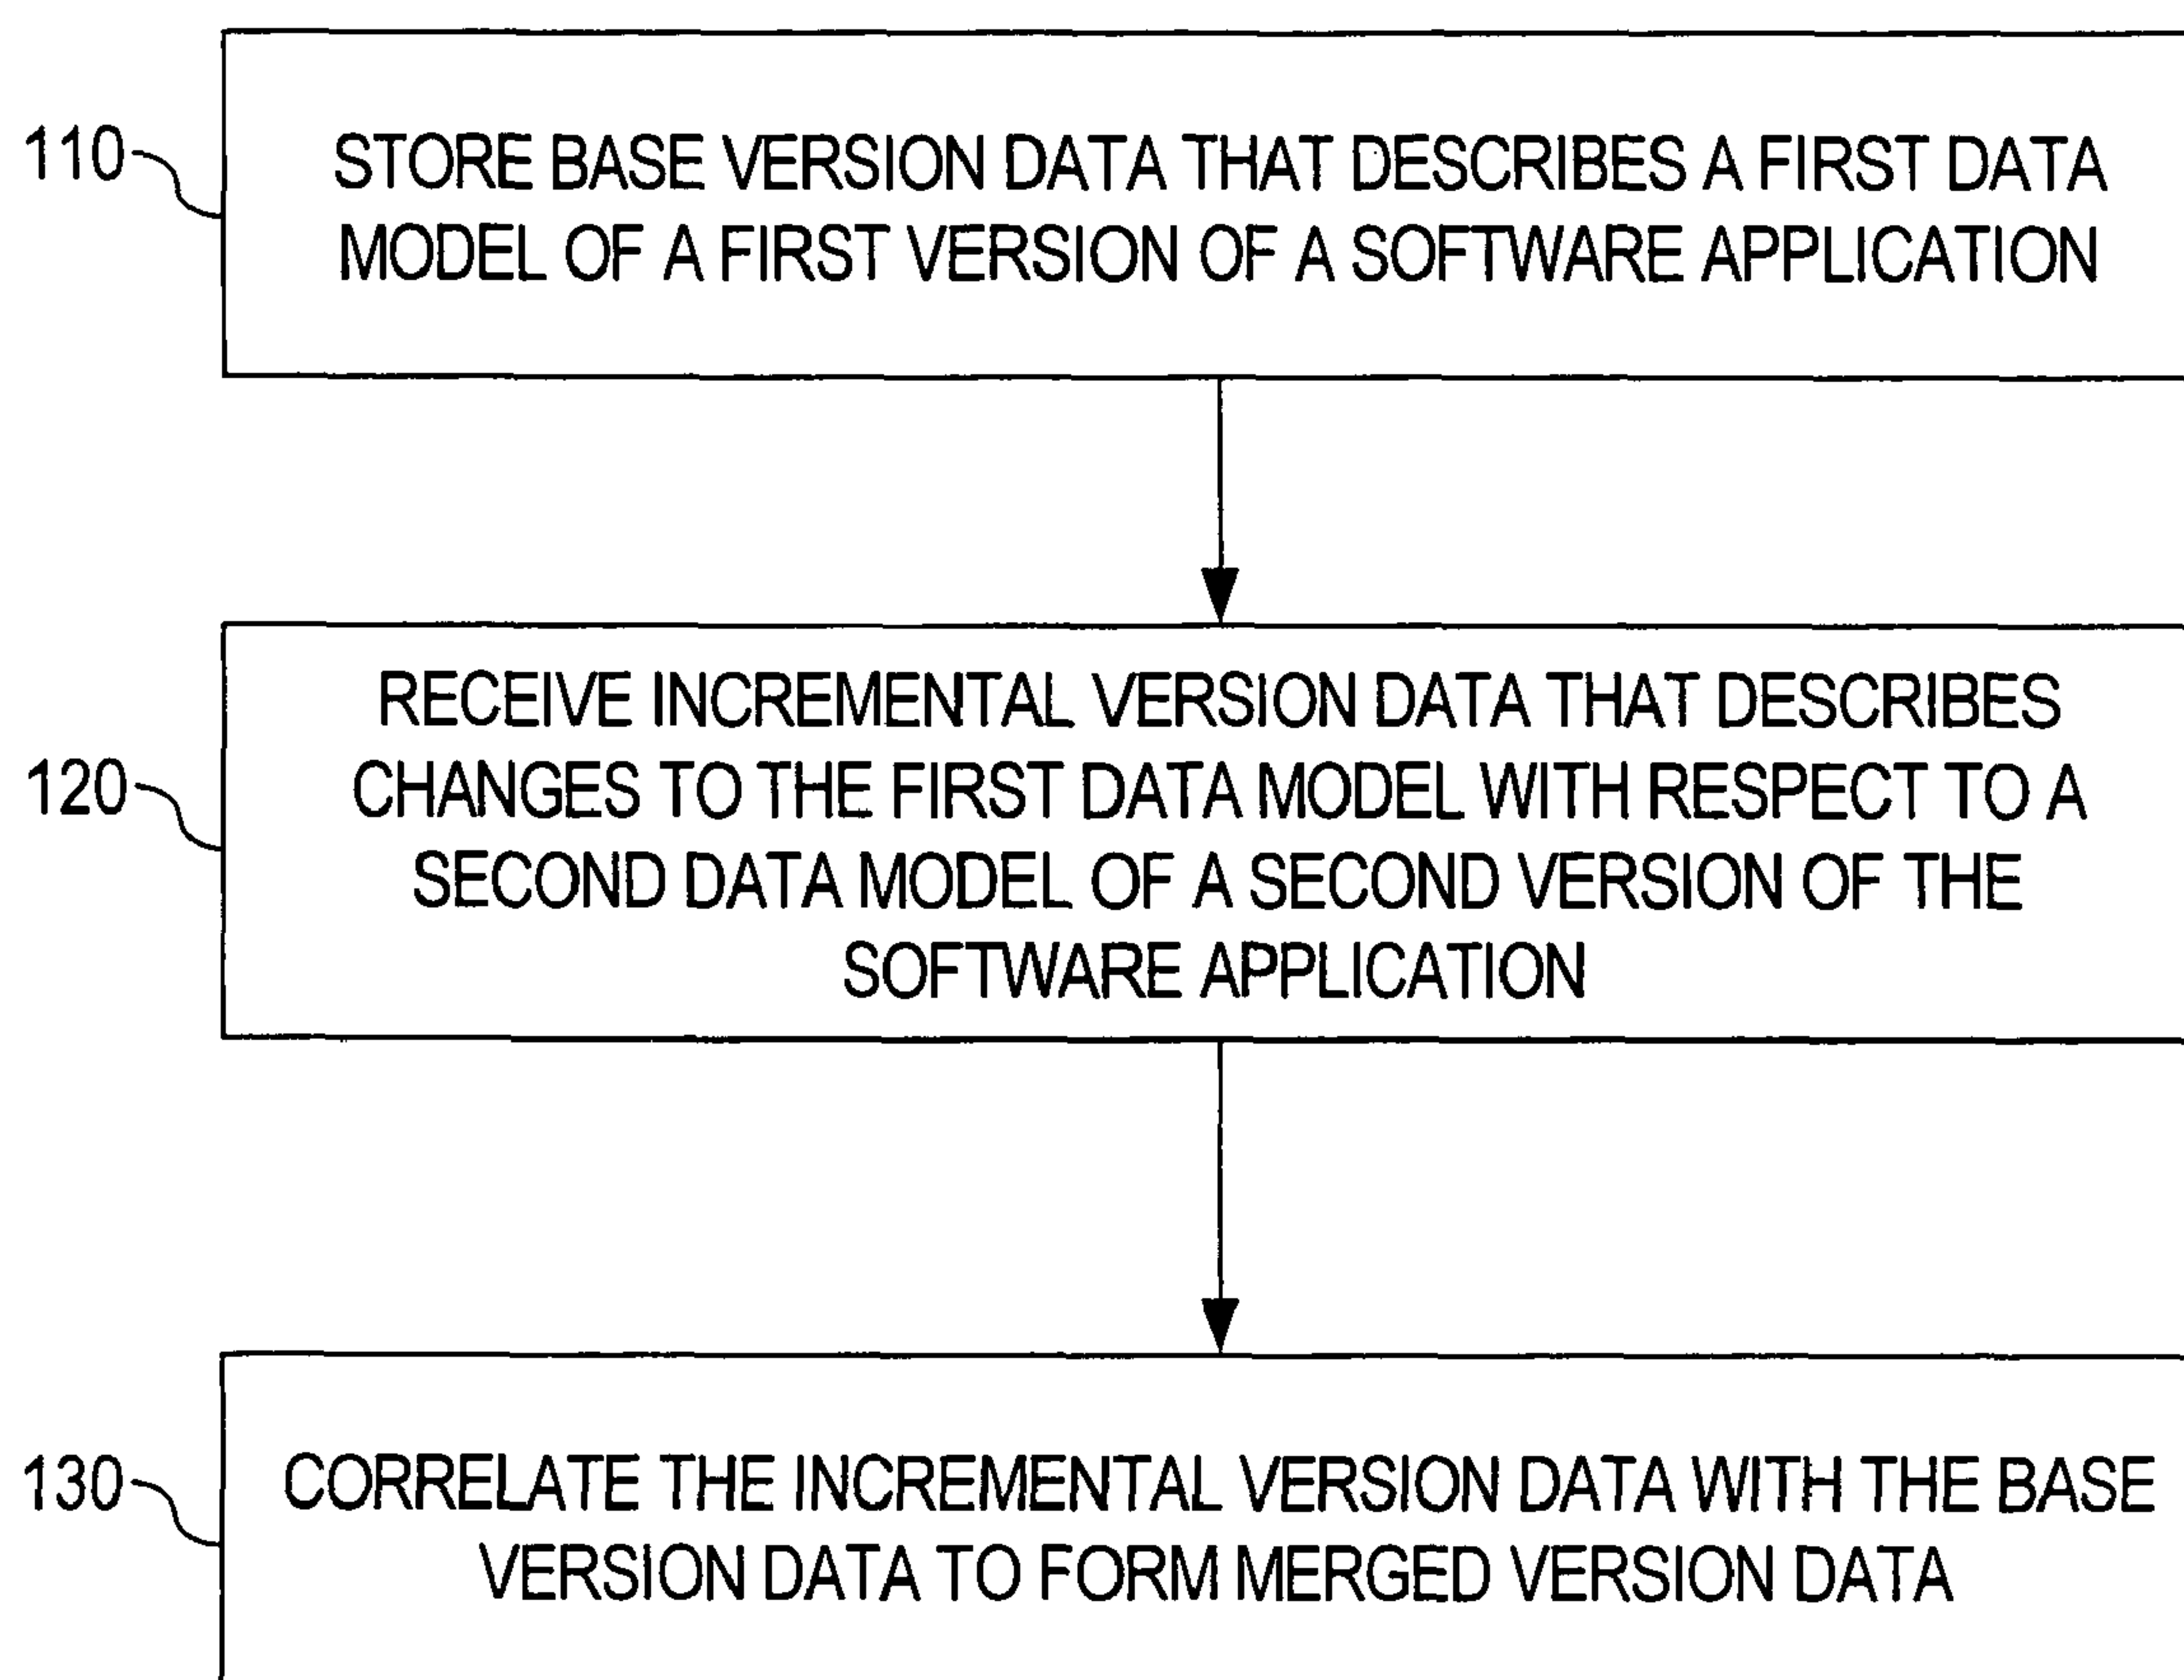 110
STORE BASE VERSION DATA THAT DESCRIBES A FIRST DATA
MODEL OF A FIRST VERSION OF A SOFTWARE APPLICATION
120
RECEIVE INCREMENTAL VERSION DATA THAT DESCRIBES
CHANGES TO THE FIRST DATA MODEL WITH RESPECT TO A
SECOND DATA MODEL OF A SECOND VERSION OF THE
SOFTWARE APPLICATION
130
CORRELATE THE INCREMENTAL VERSION DATA WITH THE BASE
VERSION DATA TO FORM MERGED VERSION DATA